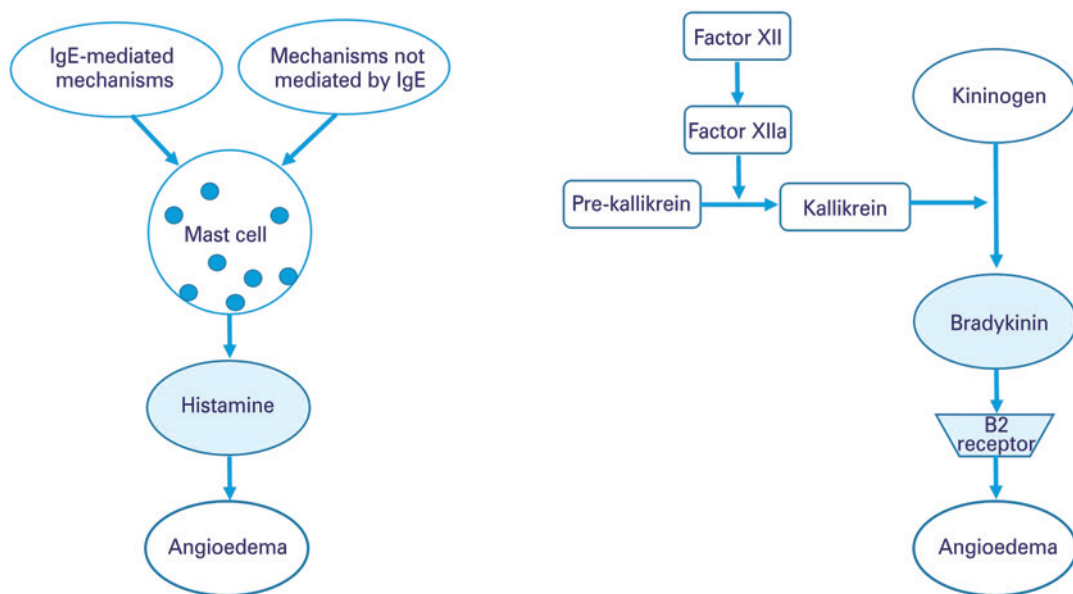 IgE-mediated
mechanisms
Mechanisms not
mediated by IgE
Mast cell
Histamine
Angioedema
Factor XII
Factor XIIa
Pre-kallikrein
Kallikrein
Kininogen
Bradykinin
B2
receptor
Angioedema